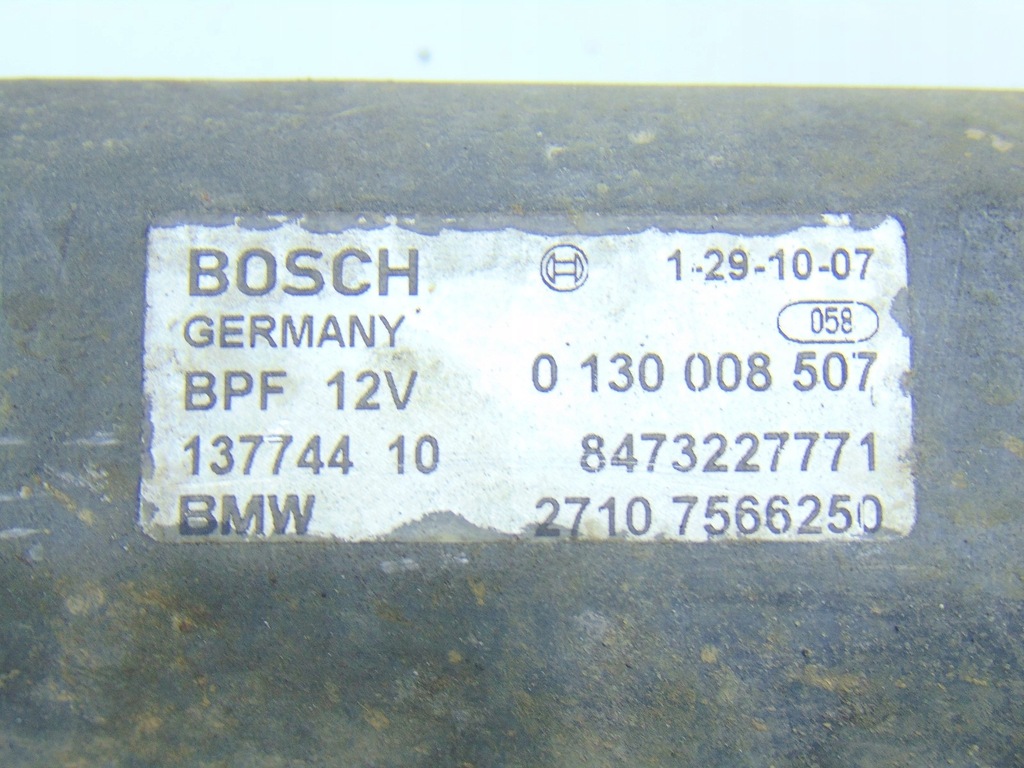 BOSCH 1-29-10-07
GERMANY 058
BPF 12V 0 130 008 507
137744 10 8473227771
BMW 2710 7566250